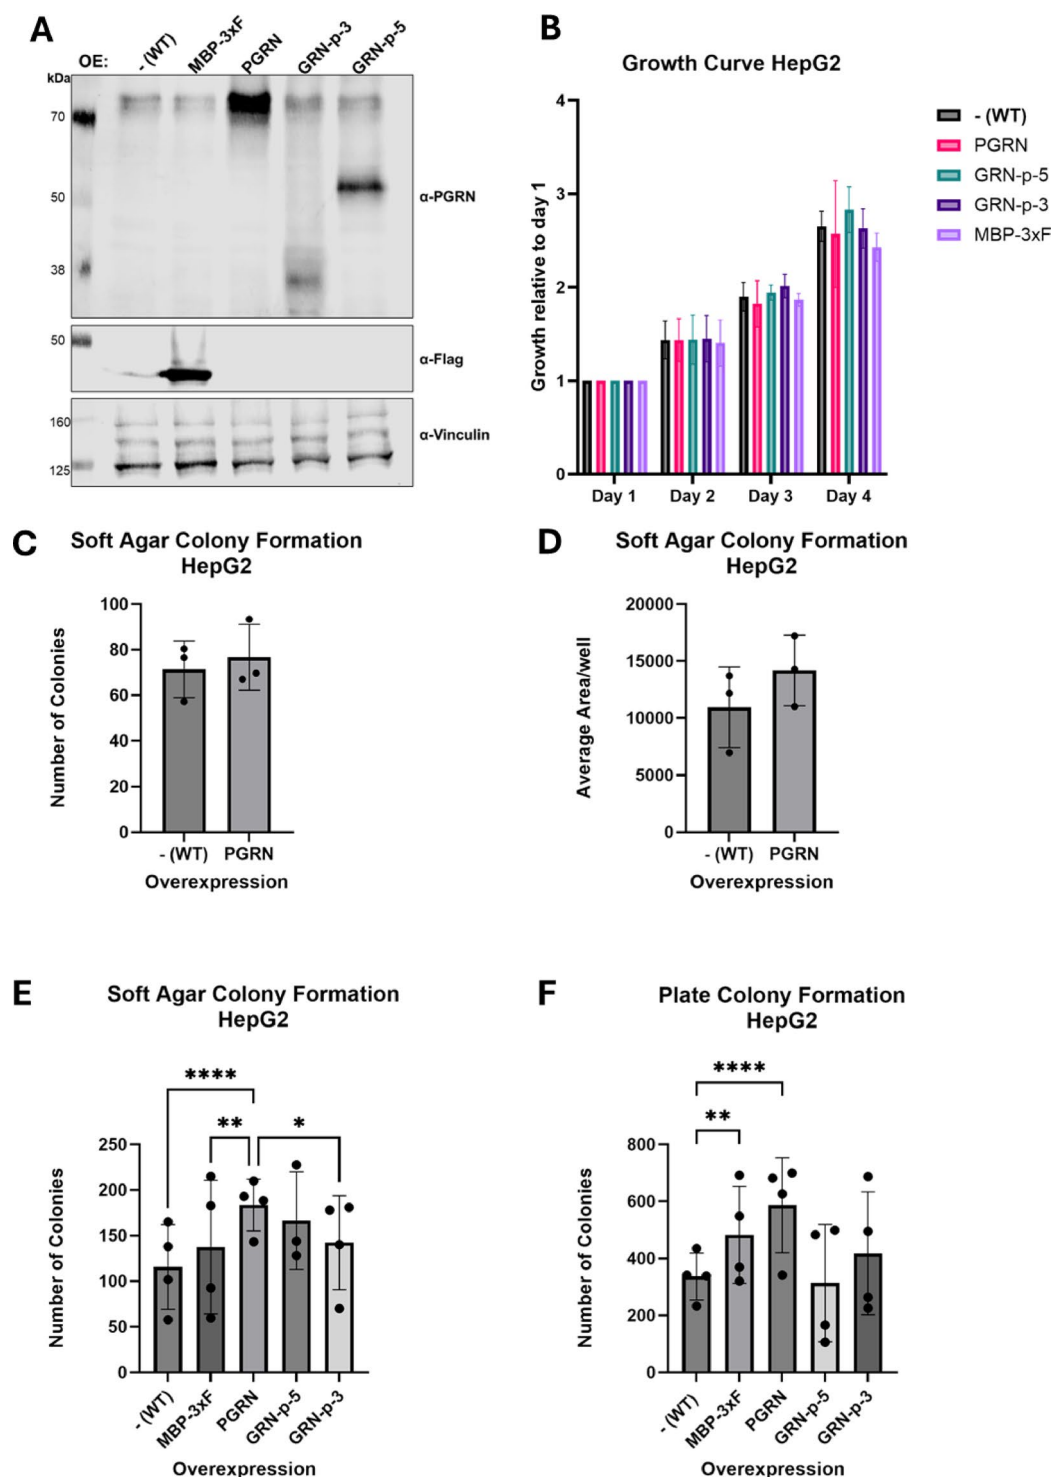 A
OE:
- (WT)
MBP-3xF
PGRN
GRN-p-3
GRN-p-5
kDa
70
50
38
α-PGRN
50
α-Flag
160
125
α-Vinculin
B
Growth Curve HepG2
Growth relative to day 1
4
3
2
1
0
Day 1
Day 2
Day 3
Day 4
- (WT)
PGRN
GRN-p-5
GRN-p-3
MBP-3xF
C
Soft Agar Colony Formation
HepG2
Number of Colonies
100
80
60
40
20
0
- (WT)
PGRN
Overexpression
D
Soft Agar Colony Formation
HepG2
Average Area/well
20000
15000
10000
5000
0
- (WT)
PGRN
Overexpression
E
Soft Agar Colony Formation
HepG2
****
**
*
Number of Colonies
250
200
150
100
50
0
- (WT)
MBP-3xF
PGRN
GRN-p-5
GRN-p-3
Overexpression
F
Plate Colony Formation
HepG2
****
**
Number of Colonies
800
600
400
200
0
- (WT)
MBP-3xF
PGRN
GRN-p-5
GRN-p-3
Overexpression